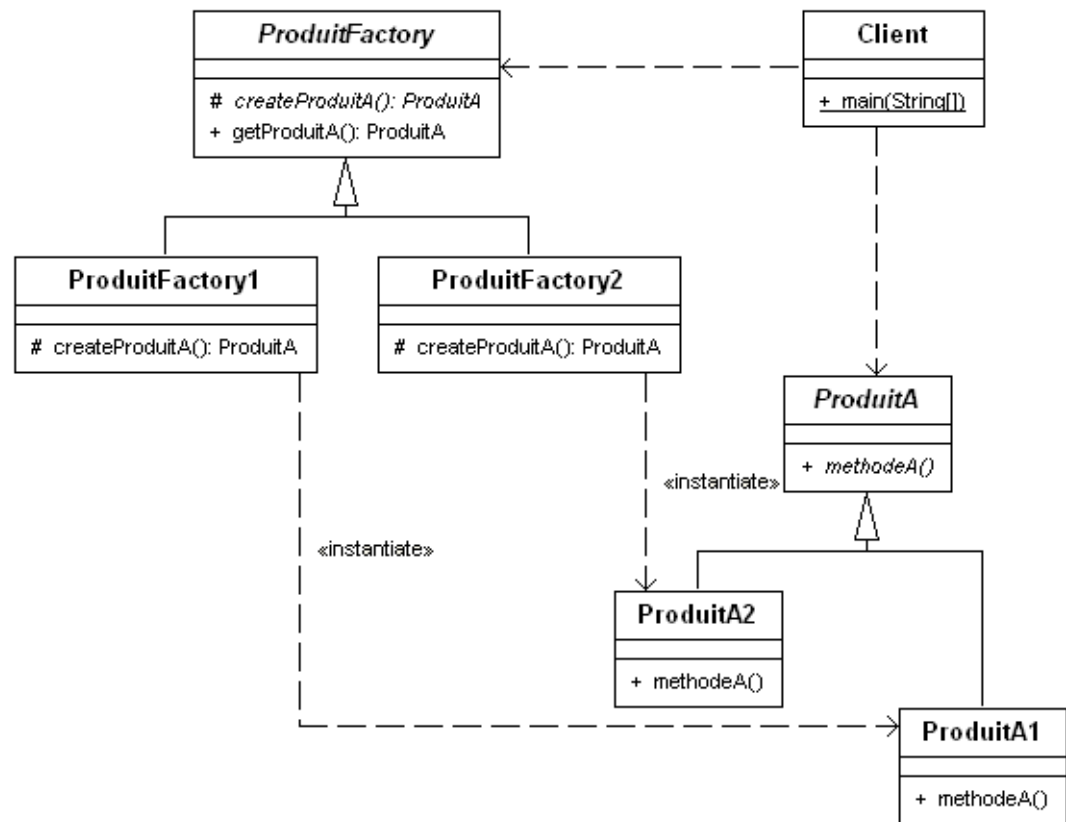 ProduitFactory
# createProduitA(): ProduitA
+ getProduitA(): ProduitA
Client
+ main(String[])
ProduitFactory1
# createProduitA(): ProduitA
ProduitFactory2
# createProduitA(): ProduitA
ProduitA
+ methodeA()
«instantiate»
«instantiate»
ProduitA2
+ methodeA()
ProduitA1
+ methodeA()